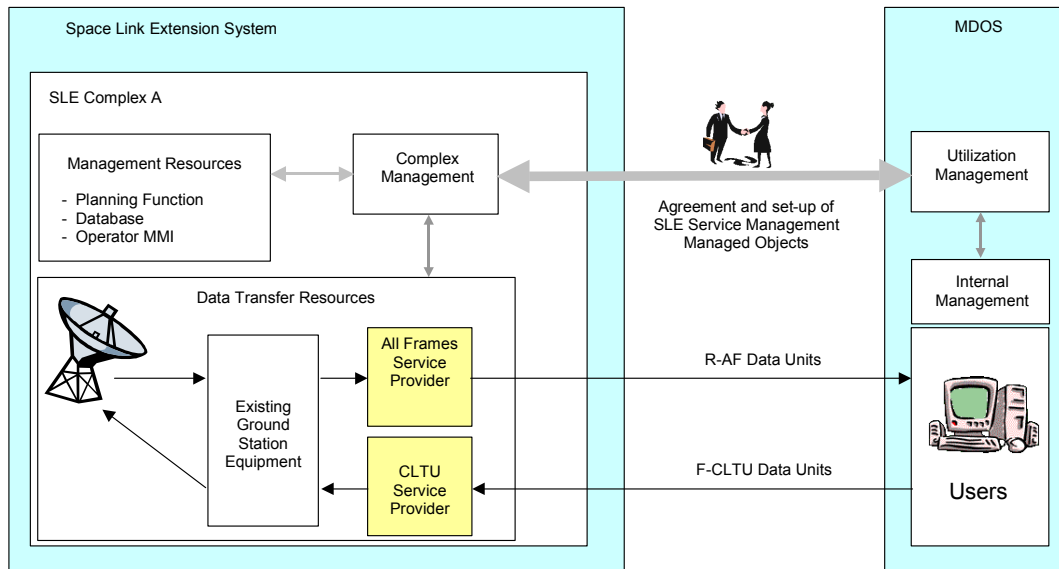 Space Link Extension System
MDOS
SLE Complex A
Management Resources
- Planning Function
- Database
- Operator MMI
Complex
Management
Agreement and set-up of
SLE Service Management
Managed Objects
Utilization
Management
Internal
Management
Data Transfer Resources
Existing
Ground
Station
Equipment
All Frames
Service
Provider
R-AF Data Units
CLTU
Service
Provider
F-CLTU Data Units
Users